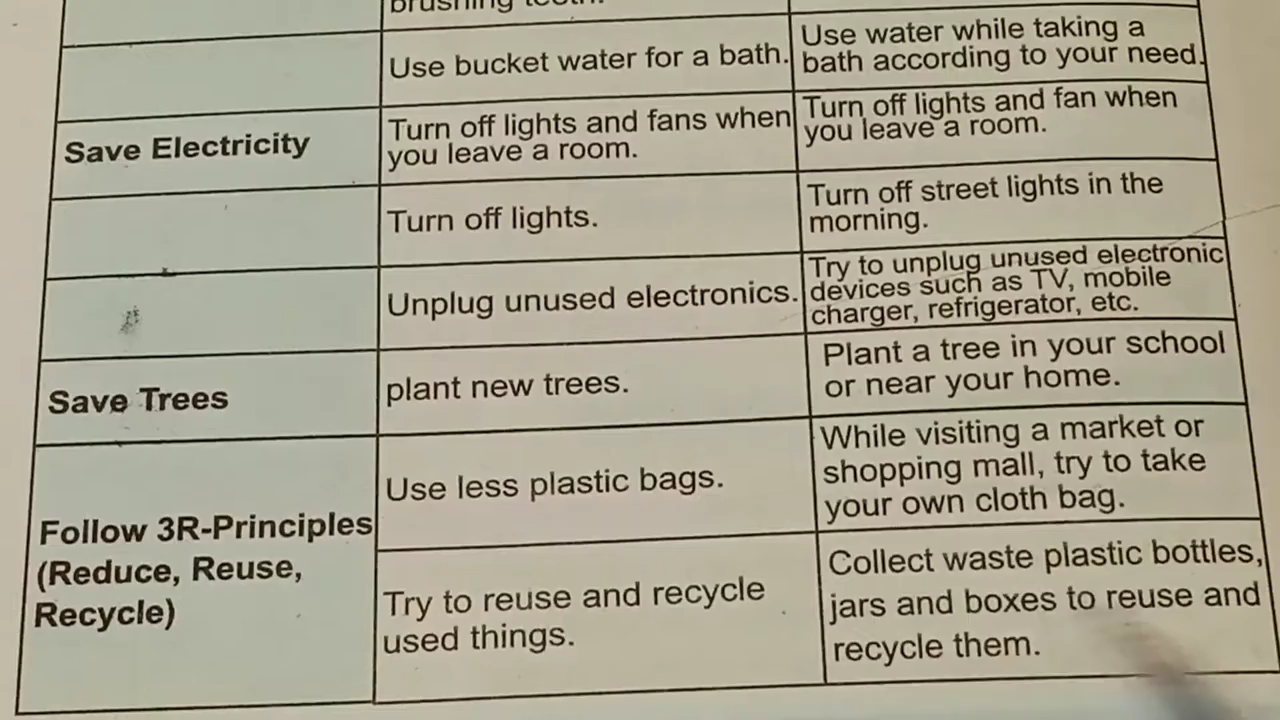 brushing teeth.
Use bucket water for a bath.
Use water while taking a
bath according to your need.
Save Electricity
Turn off lights and fans when
you leave a room.
Turn off lights and fan when
you leave a room.
Turn off lights.
Turn off street lights in the
morning.
Unplug unused electronics.
Try to unplug unused electronic
devices such as TV, mobile
charger, refrigerator, etc.
Save Trees
plant new trees.
Plant a tree in your school
or near your home.
Follow 3R-Principles
(Reduce, Reuse,
Recycle)
Use less plastic bags.
While visiting a market or
shopping mall, try to take
your own cloth bag.
Try to reuse and recycle
used things.
Collect waste plastic bottles,
jars and boxes to reuse and
recycle them.